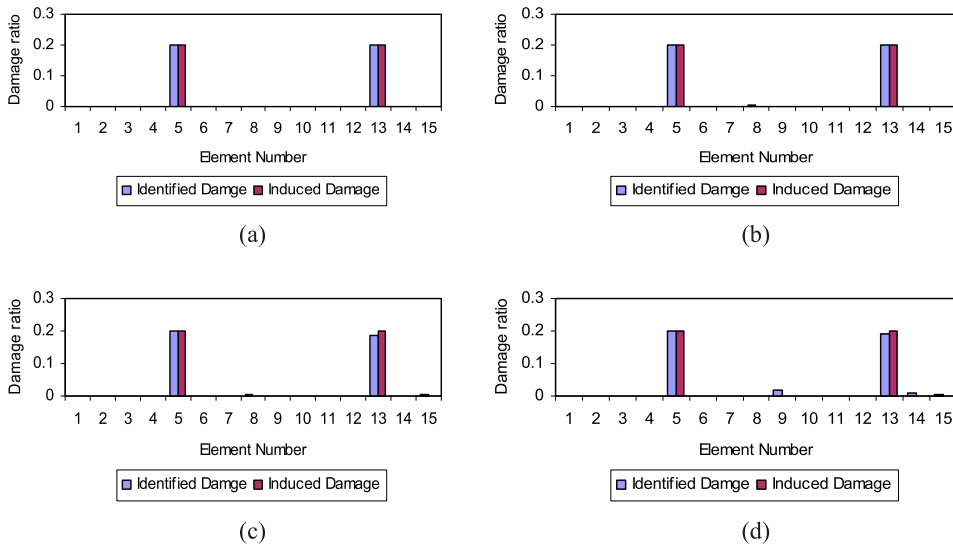 Damage ratio
0.3
0.2
0.1
0
1 2 3 4 5 6 7 8 9 10 11 12 13 14 15
Element Number
Identified Damge Induced Damage
(a)
Damage ratio
0.3
0.2
0.1
0
1 2 3 4 5 6 7 8 9 10 11 12 13 14 15
Element Number
Identified Damge Induced Damage
(b)
Damage ratio
0.3
0.2
0.1
0
1 2 3 4 5 6 7 8 9 10 11 12 13 14 15
Element Number
Identified Damge Induced Damage
(c)
Damage ratio
0.3
0.2
0.1
0
1 2 3 4 5 6 7 8 9 10 11 12 13 14 15
Element Number
Identified Damge Induced Damage
(d)